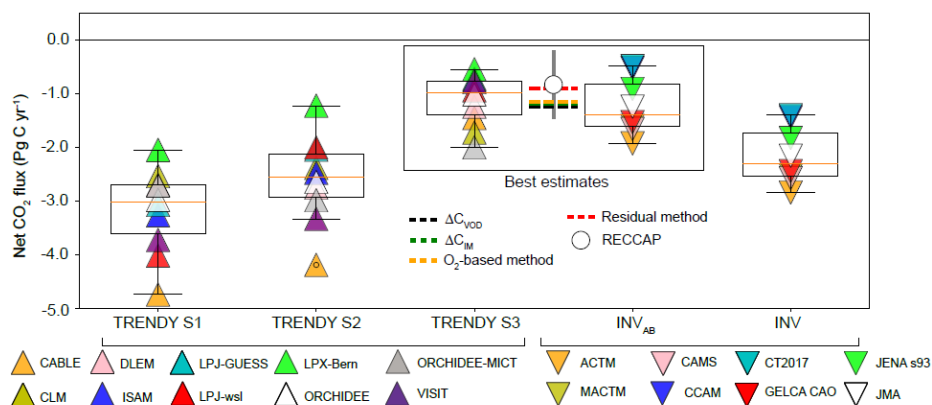 0.0
-1.0
-2.0
-3.0
-4.0
-5.0
Net CO₂ flux (Pg C yr⁻¹)
Best estimates
ΔC_VOD
ΔC_IM
O₂-based method
Residual method
RECCAP
TRENDY S1 TRENDY S2 TRENDY S3 INV_AB INV
CABLE DLEM LPJ-GUESS LPX-Bern ORCHIDEE-MICT ACTM CAMS CT2017 JENA s93
CLM ISAM LPJ-wsl ORCHIDEE VISIT MACTM CCAM GELCA CAO JMA